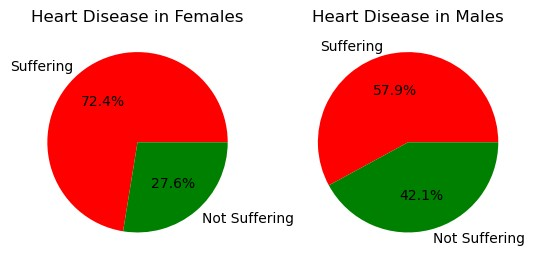 Heart Disease in Females
Suffering
72.4%
27.6%
Not Suffering
Heart Disease in Males
Suffering
57.9%
42.1%
Not Suffering